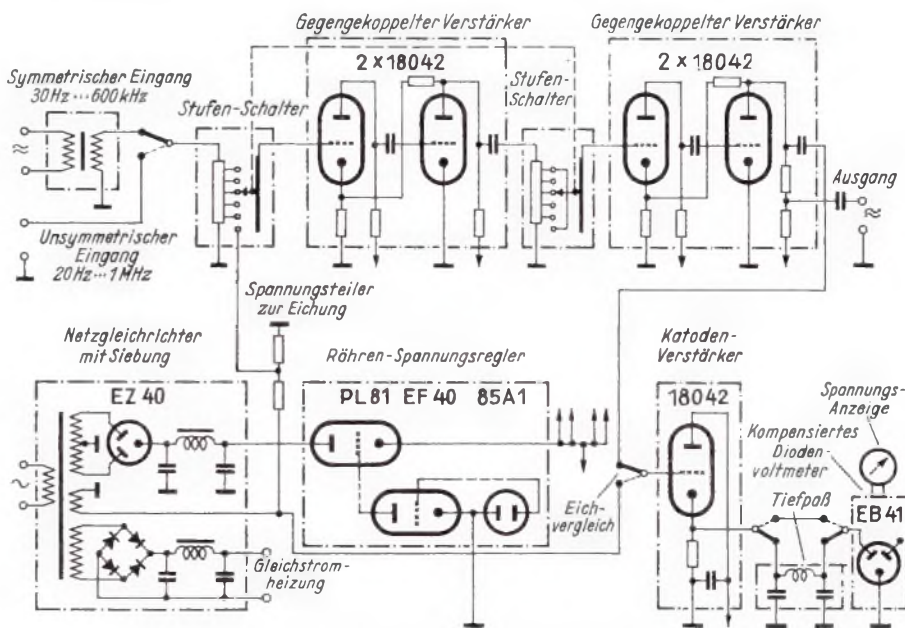 Gegengekoppelter Verstärker
2 x 18042
Gegengekoppelter Verstärker
2 x 18042
Symmetrischer Eingang
30 Hz ··· 600 kHz
Stufen-Schalter
Stufen-
Schalter
Ausgang
Unsymmetrischer
Eingang
20 Hz ··· 1 MHz
Spannungsteiler
zur Eichung
Netzgleichrichter
mit Siebung
EZ 40
Röhren-Spannungsregler
PL 81 EF 40 85A1
Katoden-
Verstärker
18042
Spannungs-
Anzeige
Kompensiertes
Dioden
voltmeter
Tiefpaß
EB 41
Eich-
vergleich
Gleichstrom-
heizung